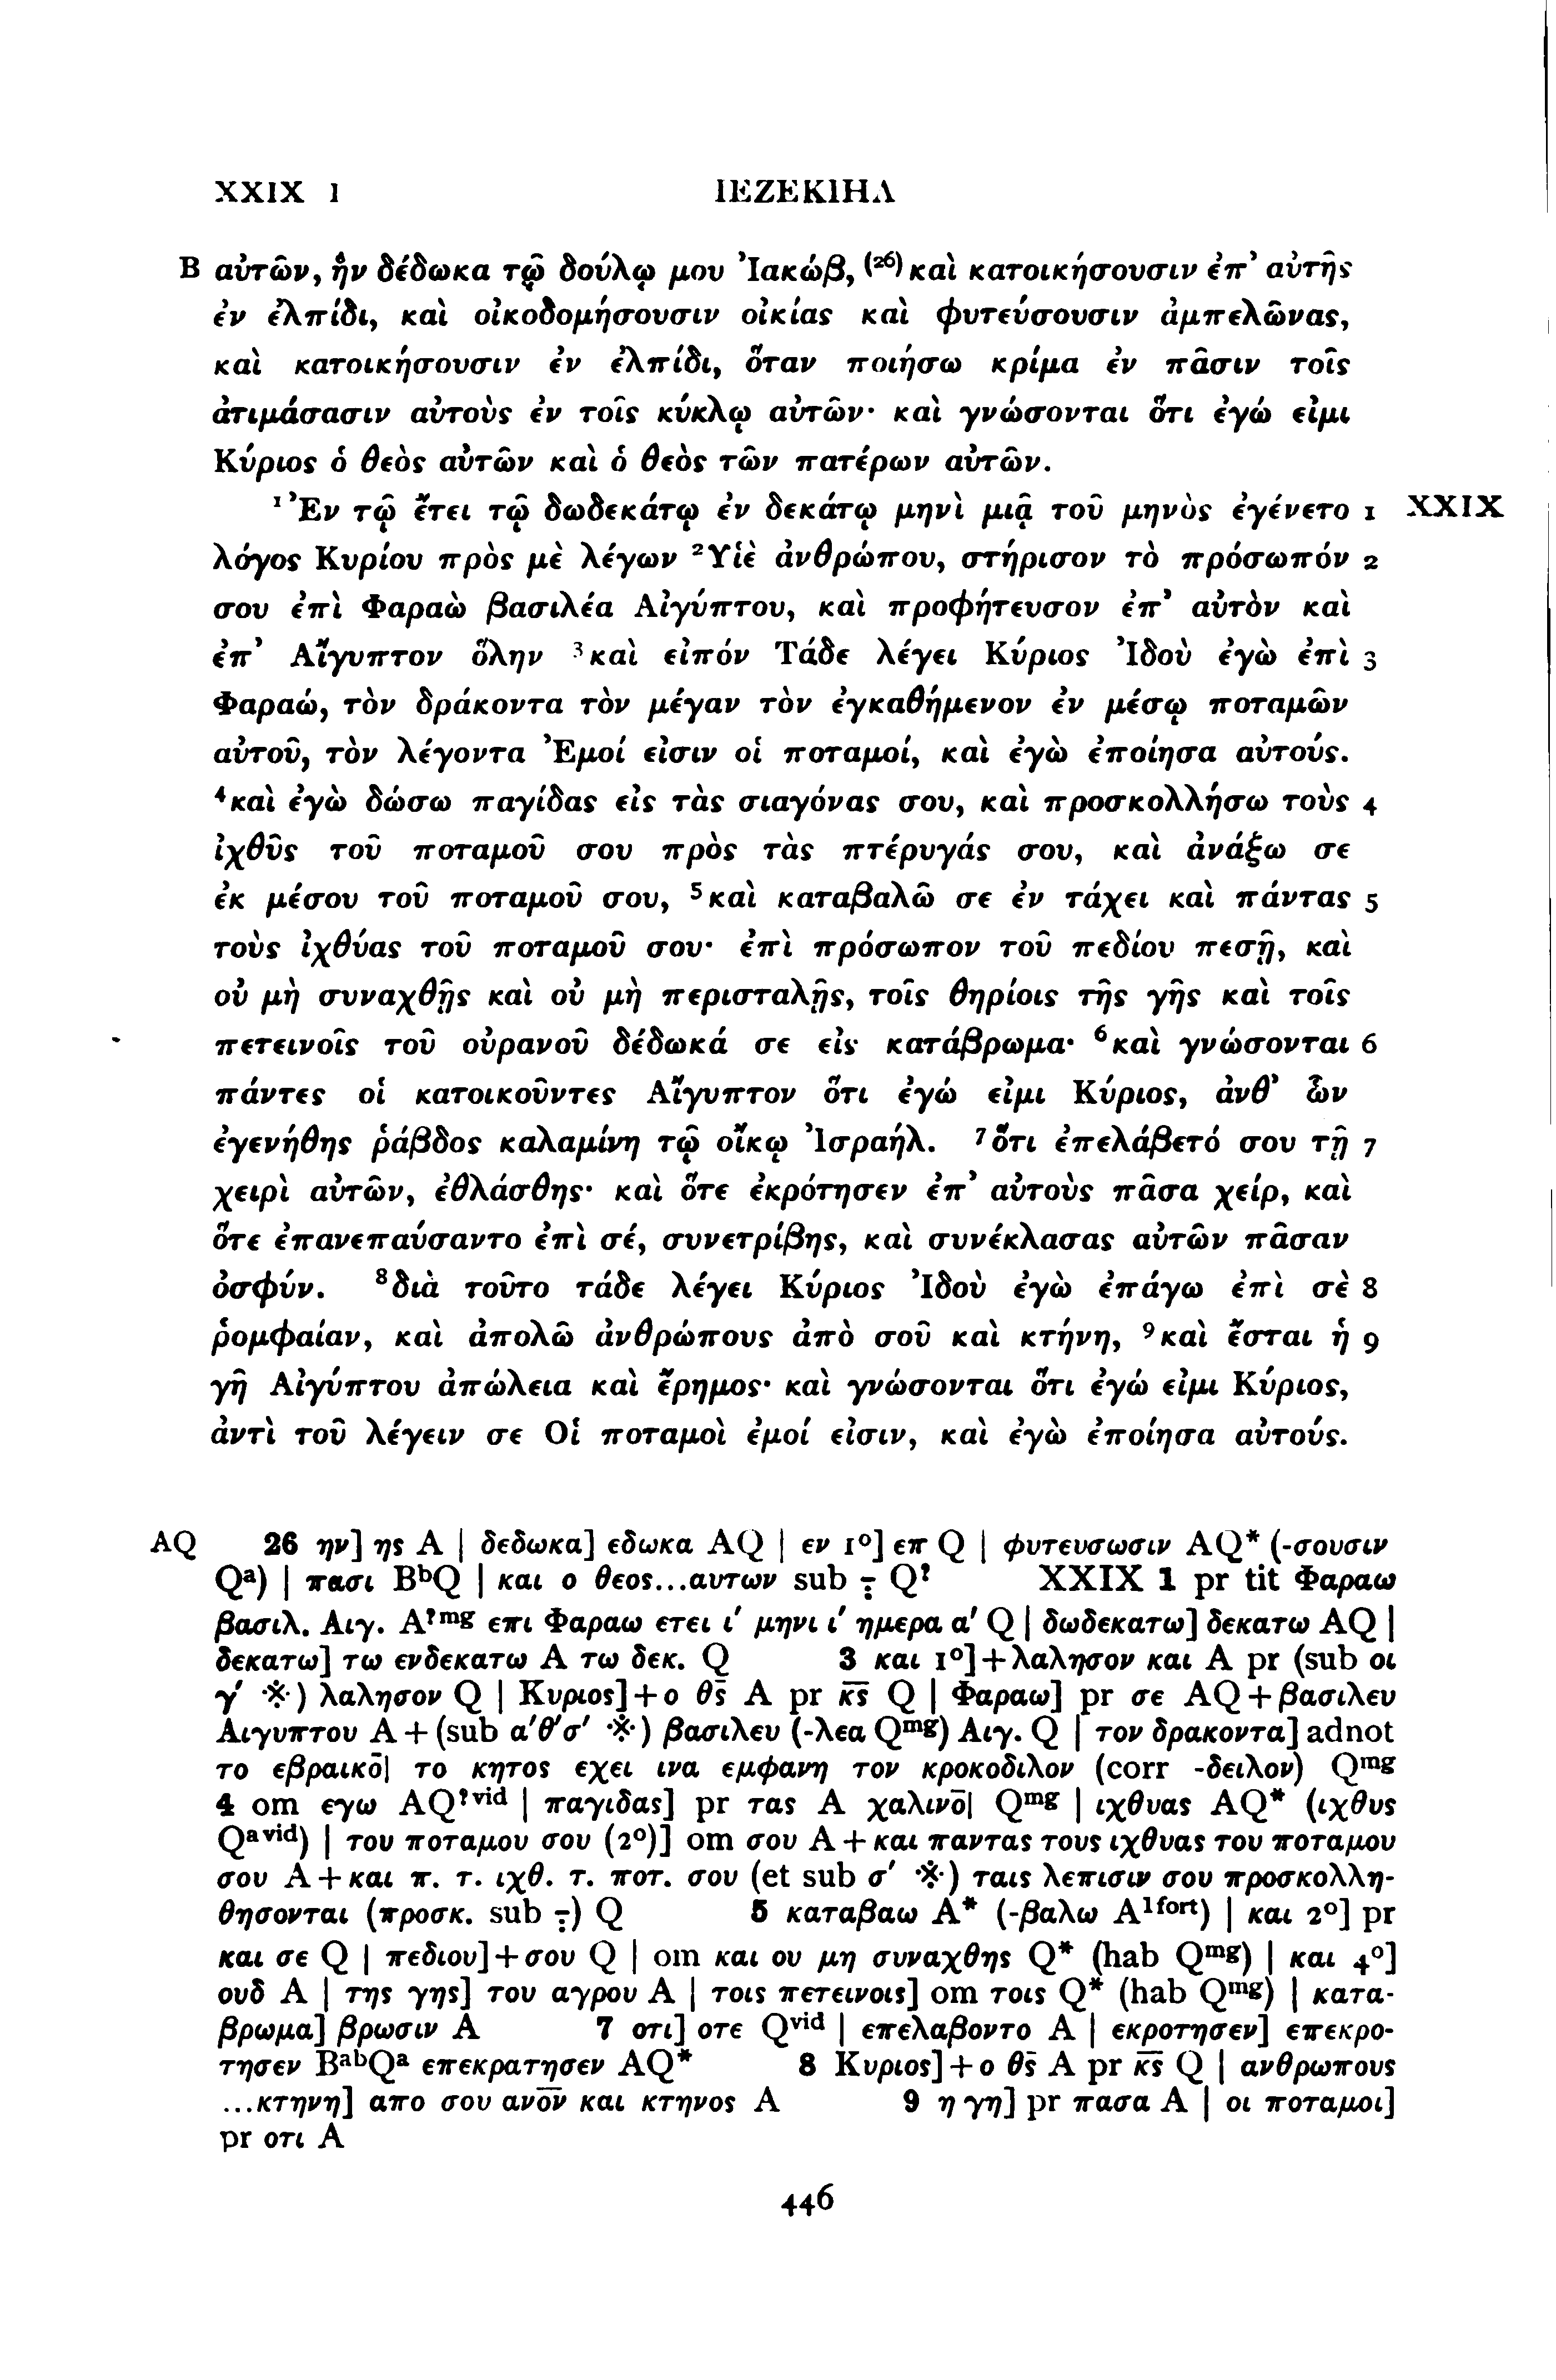 XXIX 1 ΙΕΖΕΚΙΗΛ
B αὐτῶν, ἣν δέδωκα τῷ δούλῳ μου Ἰακώβ, (26) καὶ κατοικήσουσιν ἐπ’ αὐτῆς
ἐν ἐλπίδι, καὶ οἰκοδομήσουσιν οἰκίας καὶ φυτεύσουσιν ἀμπελῶνας,
καὶ κατοικήσουσιν ἐν ἐλπίδι, ὅταν ποιήσω κρίμα ἐν πᾶσιν τοῖς
ἀτιμάσασιν αὐτοὺς ἐν τοῖς κύκλῳ αὐτῶν· καὶ γνώσονται ὅτι ἐγώ εἰμι
Κύριος ὁ θεὸς αὐτῶν καὶ ὁ θεὸς τῶν πατέρων αὐτῶν.
¹Ἐν τῷ ἔτει τῷ δωδεκάτῳ ἐν δεκάτῳ μηνὶ μιᾷ τοῦ μηνὸς ἐγένετο 1 XXIX
λόγος Κυρίου πρὸς μὲ λέγων ²Υἱὲ ἀνθρώπου, στήρισον τὸ πρόσωπόν 2
σου ἐπὶ Φαραὼ βασιλέα Αἰγύπτου, καὶ προφήτευσον ἐπ’ αὐτὸν καὶ
ἐπ’ Αἴγυπτον ὅλην ³καὶ εἰπόν Τάδε λέγει Κύριος Ἰδοὺ ἐγὼ ἐπὶ 3
Φαραώ, τὸν δράκοντα τὸν μέγαν τὸν ἐγκαθήμενον ἐν μέσῳ ποταμῶν
αὐτοῦ, τὸν λέγοντα Ἐμοί εἰσιν οἱ ποταμοί, καὶ ἐγὼ ἐποίησα αὐτούς.
⁴καὶ ἐγὼ δώσω παγίδας εἰς τὰς σιαγόνας σου, καὶ προσκολλήσω τοὺς 4
ἰχθῦς τοῦ ποταμοῦ σου πρὸς τὰς πτέρυγάς σου, καὶ ἀνάξω σε
ἐκ μέσου τοῦ ποταμοῦ σου, ⁵καὶ καταβαλῶ σε ἐν τάχει καὶ πάντας 5
τοὺς ἰχθύας τοῦ ποταμοῦ σου· ἐπὶ πρόσωπον τοῦ πεδίου πεσῇ, καὶ
οὐ μὴ συναχθῇς καὶ οὐ μὴ περισταλῇς, τοῖς θηρίοις τῆς γῆς καὶ τοῖς
πετεινοῖς τοῦ οὐρανοῦ δέδωκά σε εἰς κατάβρωμα· ⁶καὶ γνώσονται 6
πάντες οἱ κατοικοῦντες Αἴγυπτον ὅτι ἐγώ εἰμι Κύριος, ἀνθ’ ὧν
ἐγενήθης ῥάβδος καλαμίνη τῷ οἴκῳ Ἰσραήλ. ⁷ὅτι ἐπελάβετό σου τῇ 7
χειρὶ αὐτῶν, ἐθλάσθης· καὶ ὅτε ἐκρότησεν ἐπ’ αὐτοὺς πᾶσα χείρ, καὶ
ὅτε ἐπανεπαύσαντο ἐπὶ σέ, συνετρίβης, καὶ συνέκλασας αὐτῶν πᾶσαν
ὀσφύν. ⁸διὰ τοῦτο τάδε λέγει Κύριος Ἰδοὺ ἐγὼ ἐπάγω ἐπὶ σὲ 8
ῥομφαίαν, καὶ ἀπολῶ ἀνθρώπους ἀπὸ σοῦ καὶ κτήνη, ⁹καὶ ἔσται ἡ 9
γῆ Αἰγύπτου ἀπώλεια καὶ ἔρημος· καὶ γνώσονται ὅτι ἐγώ εἰμι Κύριος,
ἀντὶ τοῦ λέγειν σε Οἱ ποταμοὶ ἐμοί εἰσιν, καὶ ἐγὼ ἐποίησα αὐτούς.
AQ 26 ην] ης A | δεδωκα] εδωκα AQ | εν 1º] επ Q | φυτευσωσιν AQ* (-σουσιν
Qᵃ) | πασι BᵇQ | και ο θεος...αυτων sub ÷ Q? XXIX 1 pr tit Φαραω
βασιλ. Αιγ. A?ᵐᵍ επι Φαραω ετει ι′ μηνι ι′ ημερα α′ Q | δωδεκατω] δεκατω AQ |
δεκατω] τω ενδεκατω A τω δεκ. Q 3 και 1º]+λαλησον και A pr (sub οι
γ′ ※) λαλησον Q | Κυριος]+ο θ̅ς̅ A pr κ̅ς̅ Q | Φαραω] pr σε AQ+βασιλευ
Αιγυπτου A+(sub α′θ′σ′ ※) βασιλευ (-λεα Qᵐᵍ) Αιγ. Q | τον δρακοντα] adnot
το εβραικο̅| το κητος εχει ινα εμφανη τον κροκοδιλον (corr -δειλον) Qᵐᵍ
4 om εγω AQ?ᵛⁱᵈ | παγιδας] pr τας A χαλινο̅| Qᵐᵍ | ιχθυας AQ* (ιχθυς
Qᵃᵛⁱᵈ) | του ποταμου σου (2º)] om σου A+και παντας τους ιχθυας του ποταμου
σου A+και π. τ. ιχθ. τ. ποτ. σου (et sub σ′ ※) ταις λεπισιν σου προσκολλη-
θησονται (προσκ. sub ÷) Q 5 καταβαω A* (-βαλω A¹ᶠᵒʳᵗ) | και 2º] pr
και σε Q | πεδιου]+σου Q | om και ου μη συναχθης Q* (hab Qᵐᵍ) | και 4º]
ουδ A | της γης] του αγρου A | τοις πετεινοις] om τοις Q* (hab Qᵐᵍ) | κατα-
βρωμα] βρωσιν A 7 οτι] οτε Qᵛⁱᵈ | επελαβοντο A | εκροτησεν] επεκρο-
τησεν BᵃᵇQᵃ επεκρατησεν AQ* 8 Κυριος]+ο θ̅ς̅ A pr κ̅ς̅ Q | ανθρωπους
...κτηνη] απο σου ανο̅ν̅ και κτηνος A 9 η γη] pr πασα A | οι ποταμοι]
pr οτι A
446